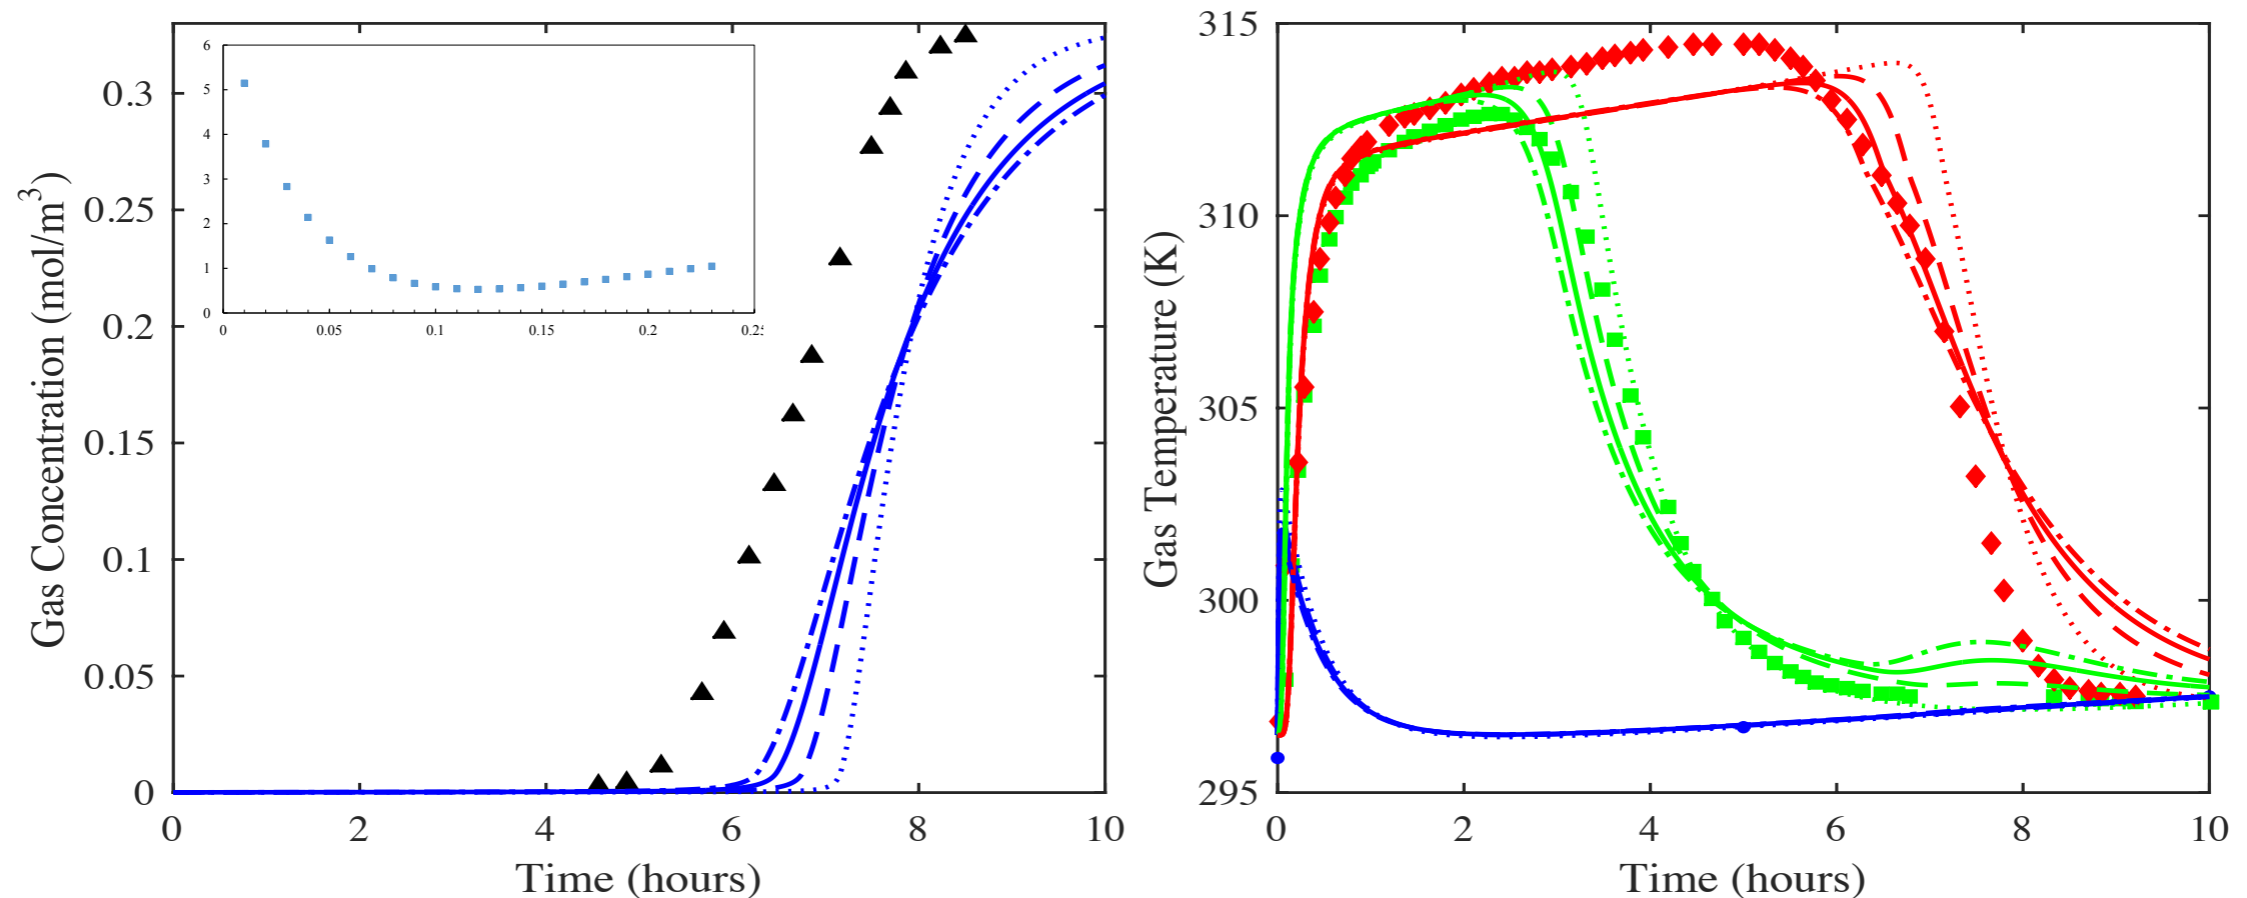 Gas Concentration (mol/m³)
0.3
0.25
0.2
0.15
0.1
0.05
0
0 2 4 6 8 10
Time (hours)
6
5
4
3
2
1
0
0 0.05 0.1 0.15 0.2 0.25
Gas Temperature (K)
315
310
305
300
295
0 2 4 6 8 10
Time (hours)